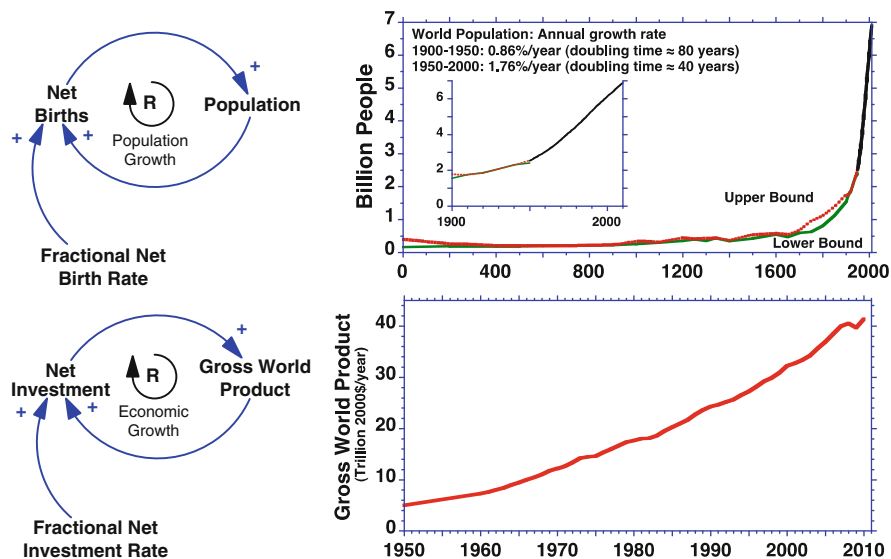 +
Net
Births
R
Population
+
+
Population
Growth
Fractional Net
Birth Rate
Billion People
7
6
5
4
3
2
1
0
World Population: Annual growth rate
1900-1950: 0.86%/year (doubling time ≈ 80 years)
1950-2000: 1.76%/year (doubling time ≈ 40 years)
6
4
2
0
1900
2000
Upper Bound
Lower Bound
0
400
800
1200
1600
2000
+
Net
Investment
R
Gross World
Product
+
+
Economic
Growth
Fractional Net
Investment Rate
Gross World Product
(Trillion 2000$/year)
40
30
20
10
0
1950
1960
1970
1980
1990
2000
2010